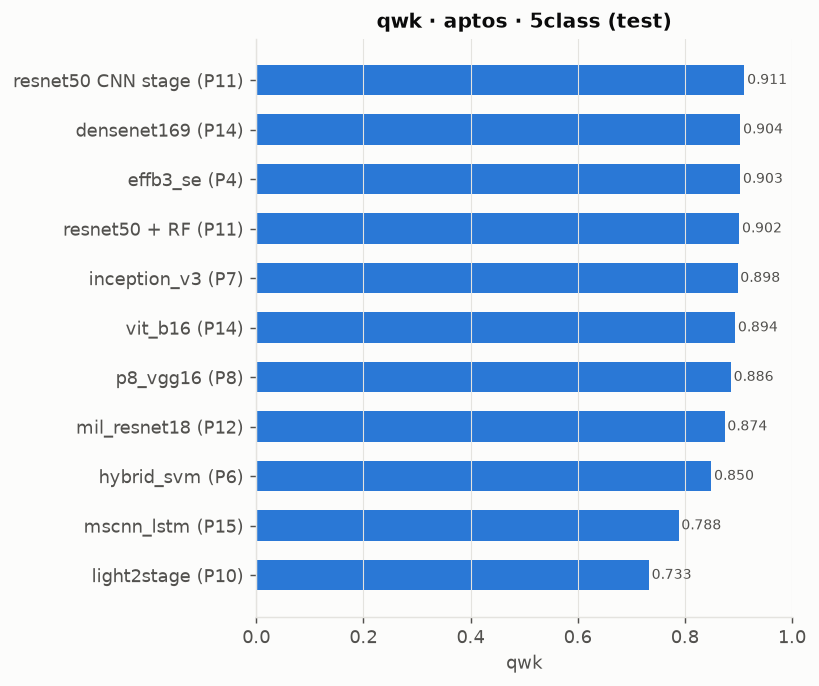 qwk · aptos · 5class (test)
resnet50 CNN stage (P11) 0.911
densenet169 (P14) 0.904
effb3_se (P4) 0.903
resnet50 + RF (P11) 0.902
inception_v3 (P7) 0.898
vit_b16 (P14) 0.894
p8_vgg16 (P8) 0.886
mil_resnet18 (P12) 0.874
hybrid_svm (P6) 0.850
mscnn_lstm (P15) 0.788
light2stage (P10) 0.733
0.0 0.2 0.4 0.6 0.8 1.0
qwk